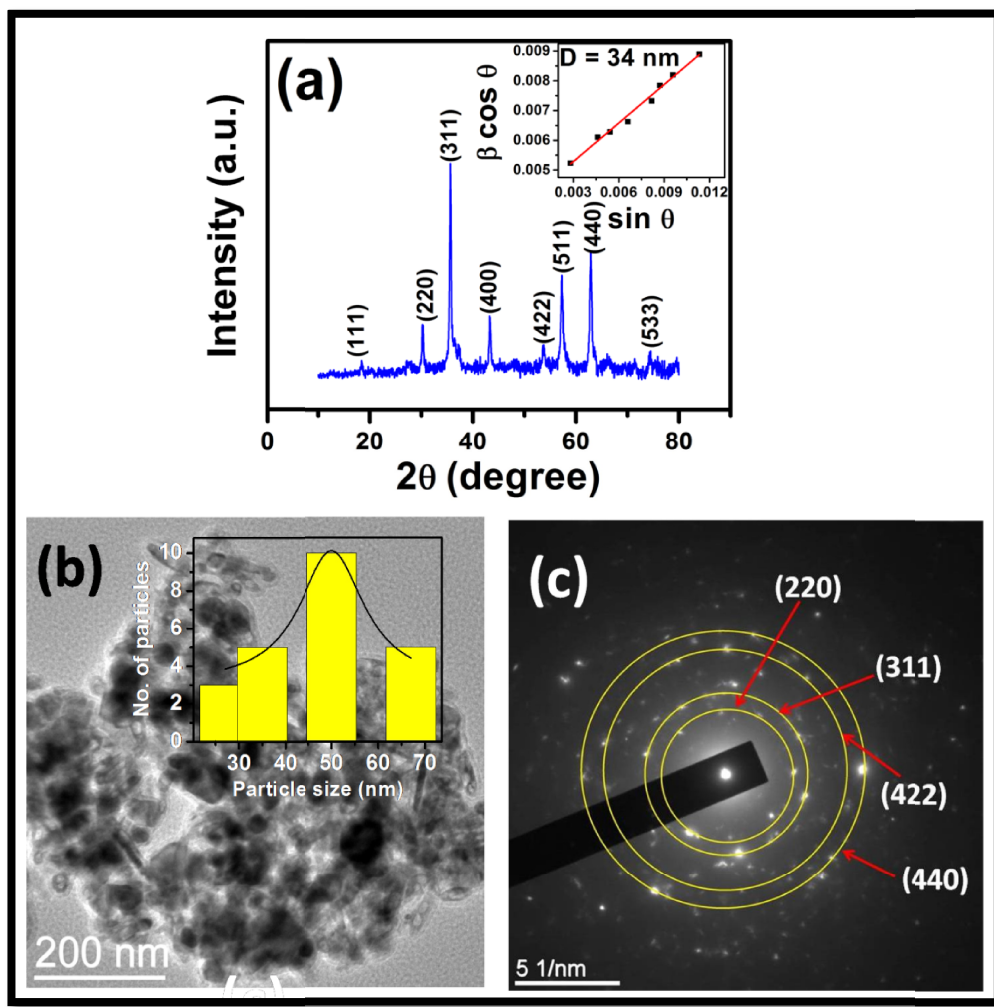 (a)
Intensity (a.u.)
2θ (degree)
0 20 40 60 80
(111)
(220)
(311)
(400)
(422)
(511)
(440)
(533)
D = 34 nm
β cos θ
0.009
0.008
0.007
0.006
0.005
0.003 0.006 0.009 0.012
sin θ
(b)
No. of particles
10
8
6
4
2
0
30 40 50 60 70
Particle size (nm)
200 nm
(c)
(220)
(311)
(422)
(440)
5 1/nm